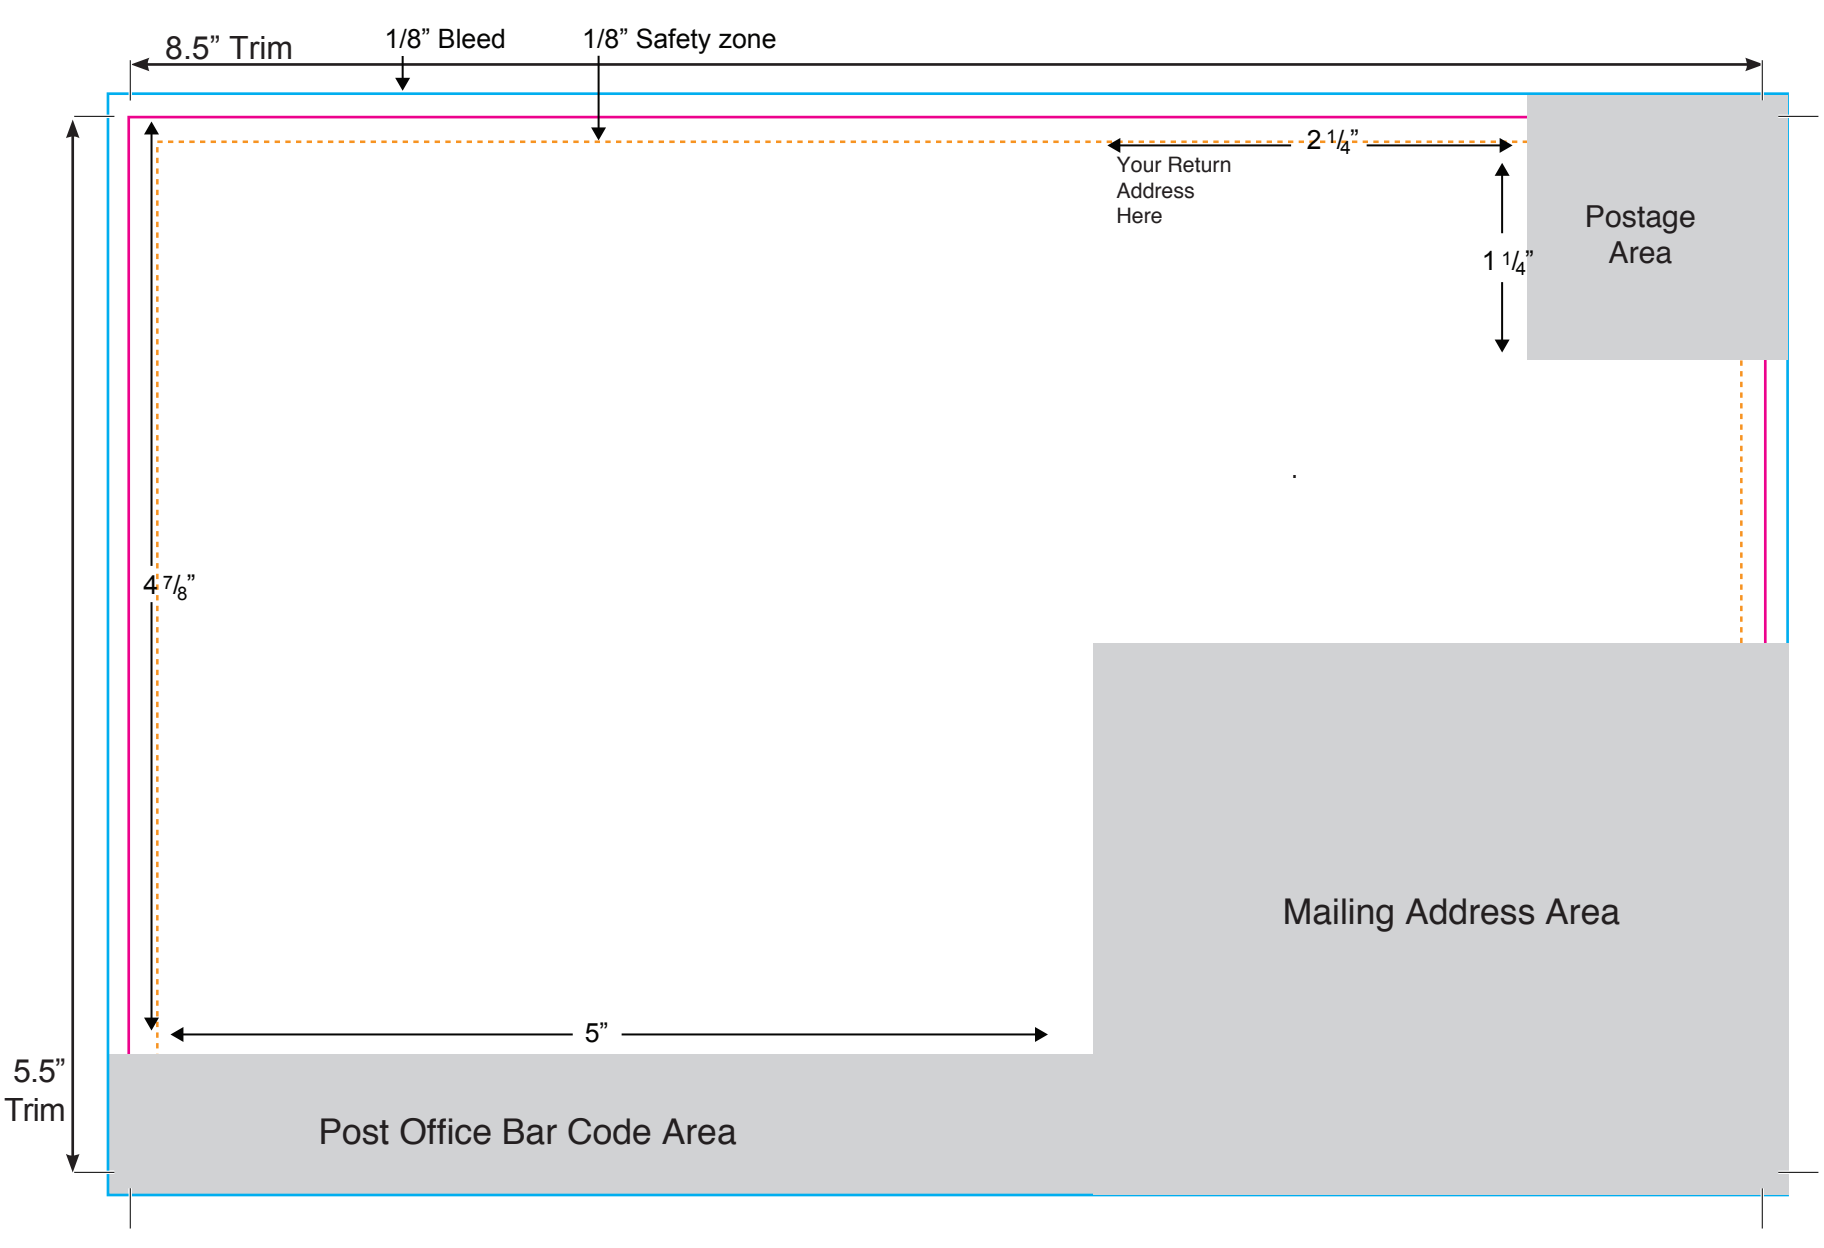 8.5” Trim
1/8” Bleed
1/8” Safety zone
2 1/4”
Your Return
Address
Here
Postage
Area
1 1/4”
4 7/8”
Mailing Address Area
5”
5.5”
Trim
Post Office Bar Code Area